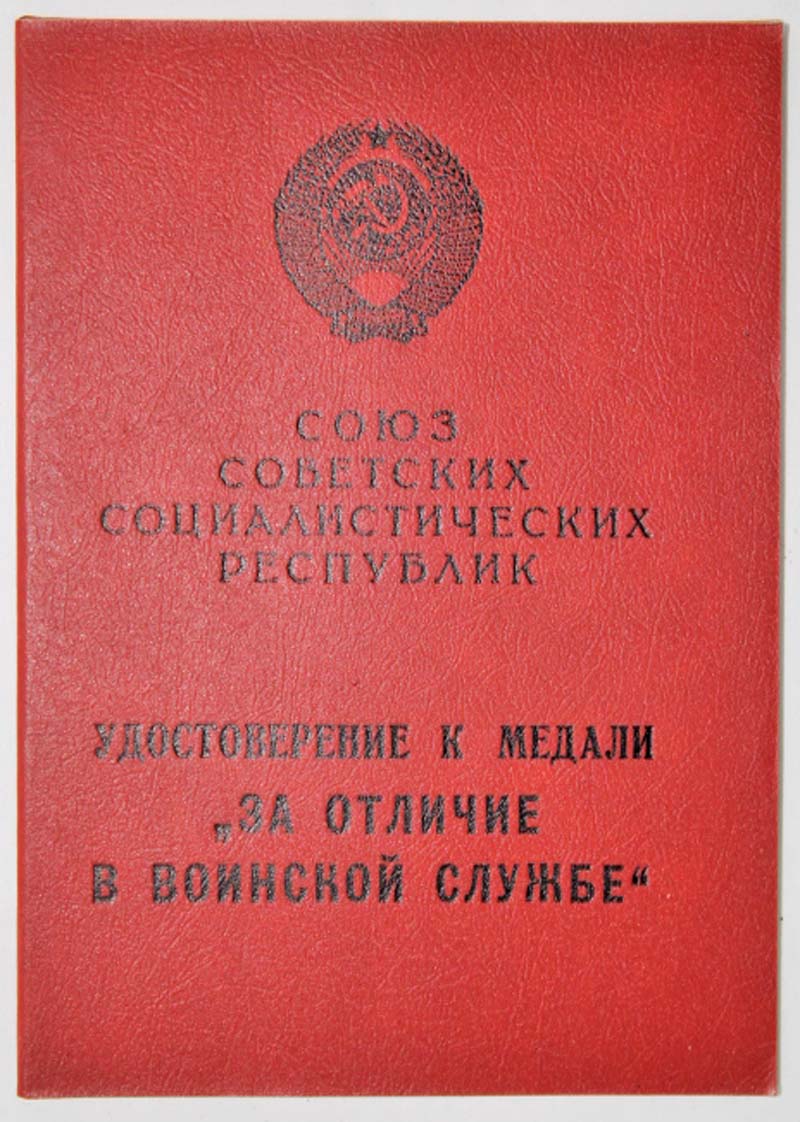 СОЮЗ
СОВЕТСКИХ
СОЦИАЛИСТИЧЕСКИХ
РЕСПУБЛИК
УДОСТОВЕРЕНИЕ К МЕДАЛИ
„ЗА ОТЛИЧИЕ
В ВОИНСКОЙ СЛУЖБЕ“